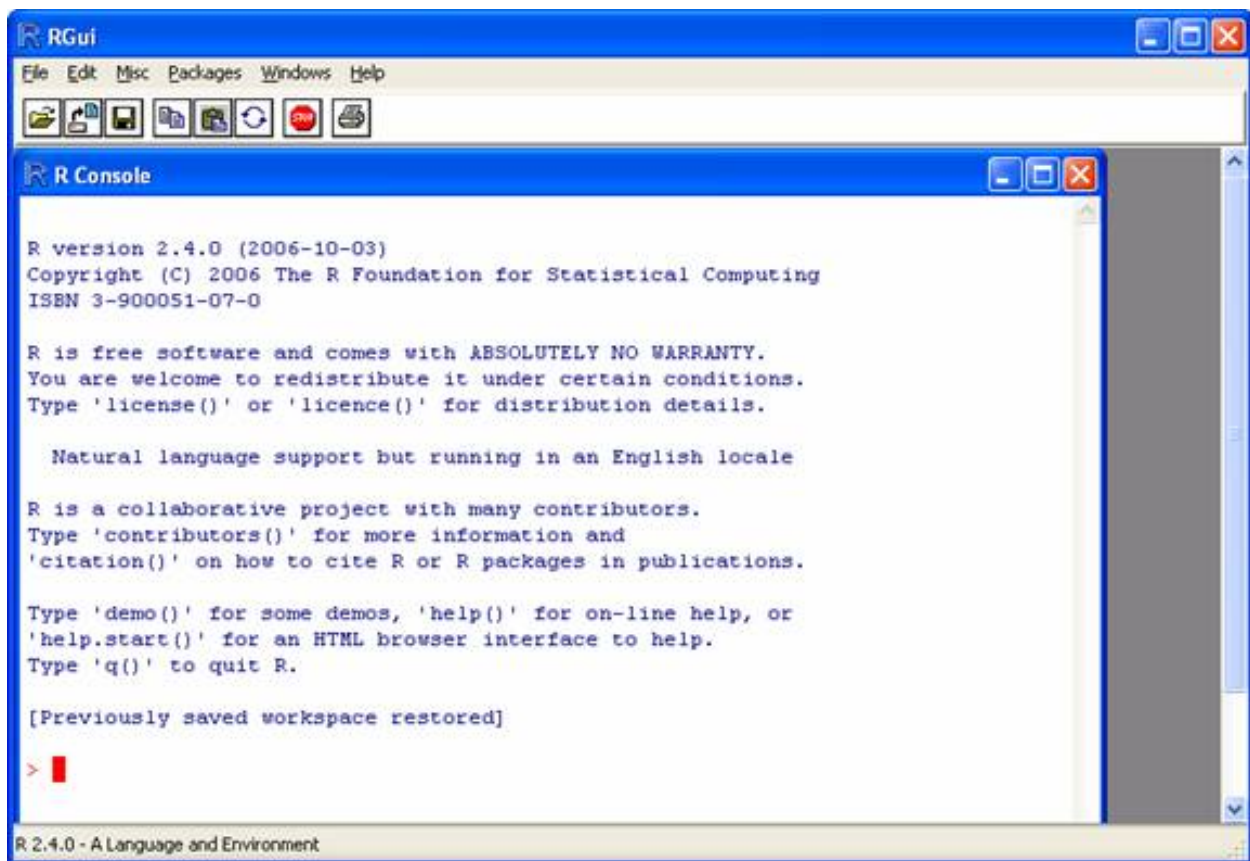 RGui
File Edit Misc Packages Windows Help
STOP
R Console
R version 2.4.0 (2006-10-03)
Copyright (C) 2006 The R Foundation for Statistical Computing
ISBN 3-900051-07-0
R is free software and comes with ABSOLUTELY NO WARRANTY.
You are welcome to redistribute it under certain conditions.
Type 'license()' or 'licence()' for distribution details.
Natural language support but running in an English locale
R is a collaborative project with many contributors.
Type 'contributors()' for more information and
'citation()' on how to cite R or R packages in publications.
Type 'demo()' for some demos, 'help()' for on-line help, or
'help.start()' for an HTML browser interface to help.
Type 'q()' to quit R.
[Previously saved workspace restored]
>
R 2.4.0 - A Language and Environment